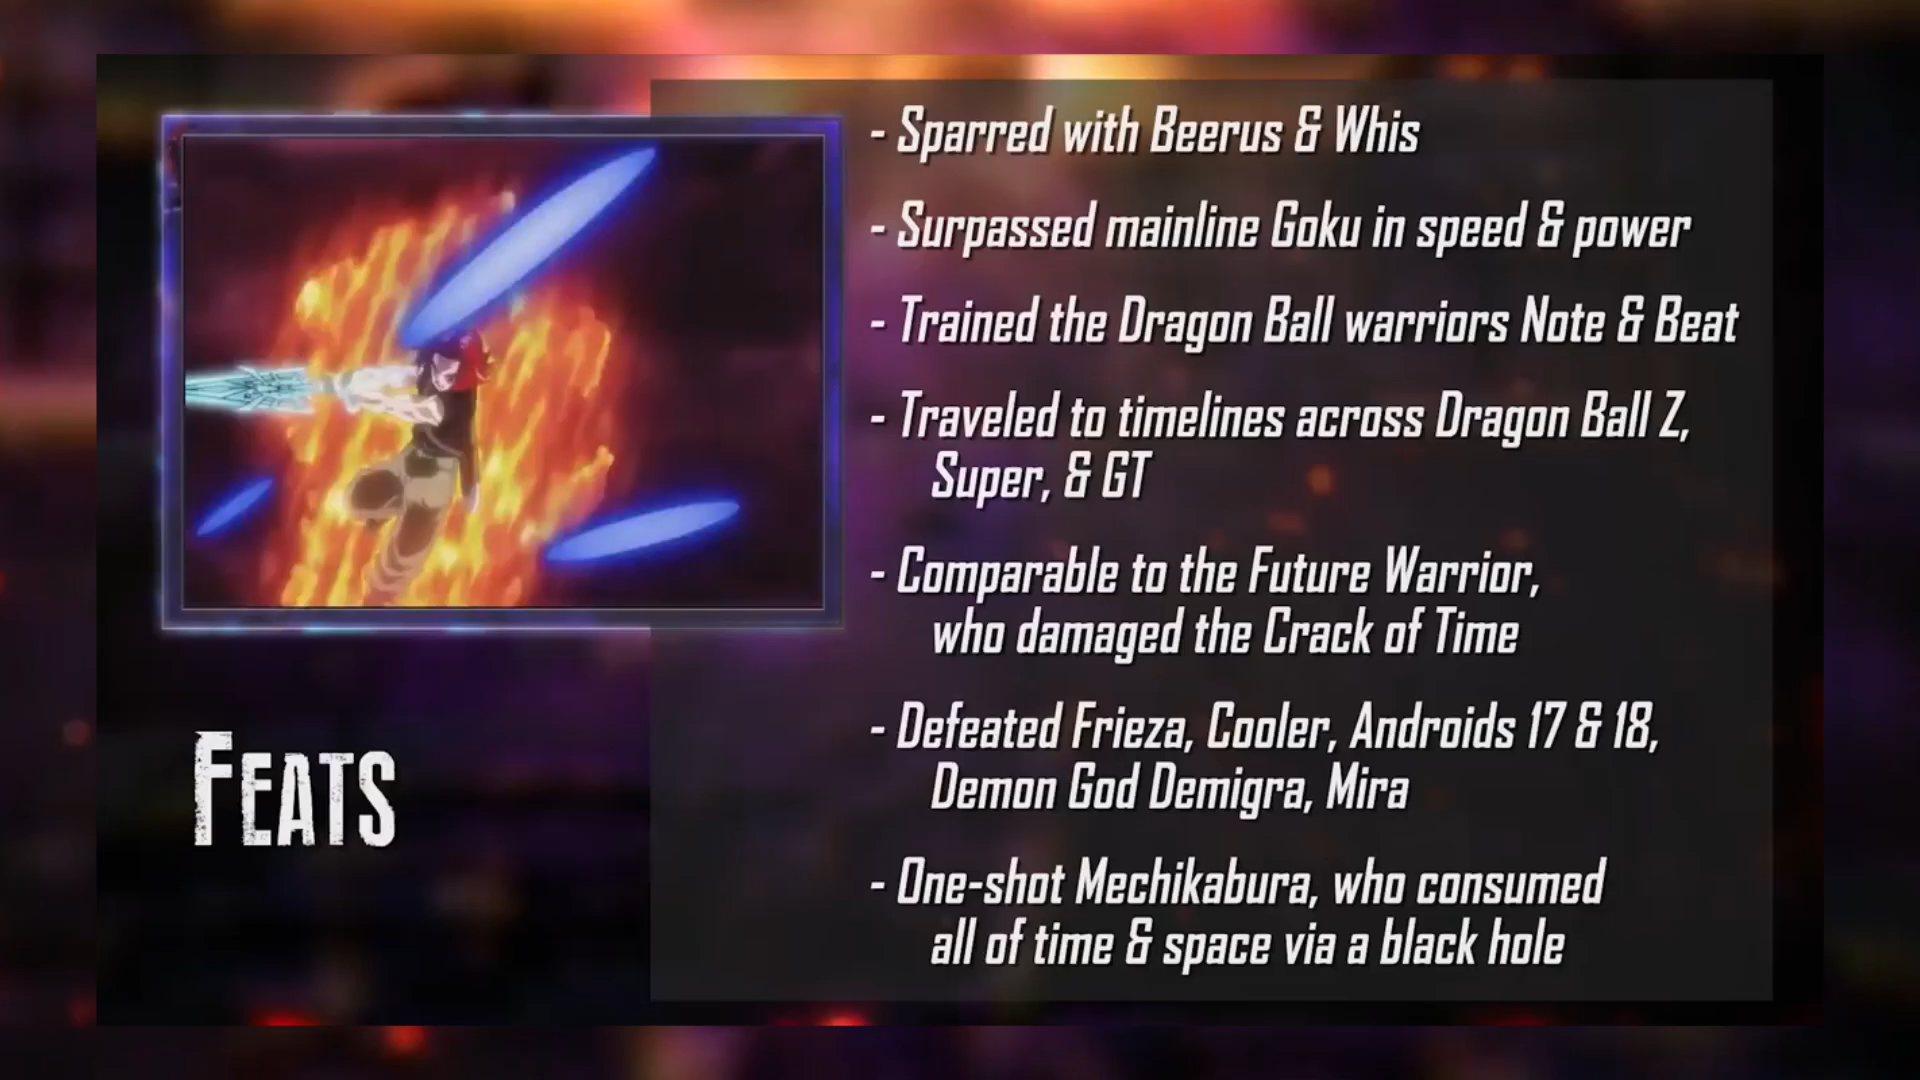 - Sparred with Beerus & Whis
- Surpassed mainline Goku in speed & power
- Trained the Dragon Ball warriors Note & Beat
- Traveled to timelines across Dragon Ball Z,
Super, & GT
- Comparable to the Future Warrior,
who damaged the Crack of Time
- Defeated Frieza, Cooler, Androids 17 & 18,
Demon God Demigra, Mira
- One-shot Mechikabura, who consumed
all of time & space via a black hole
Feats